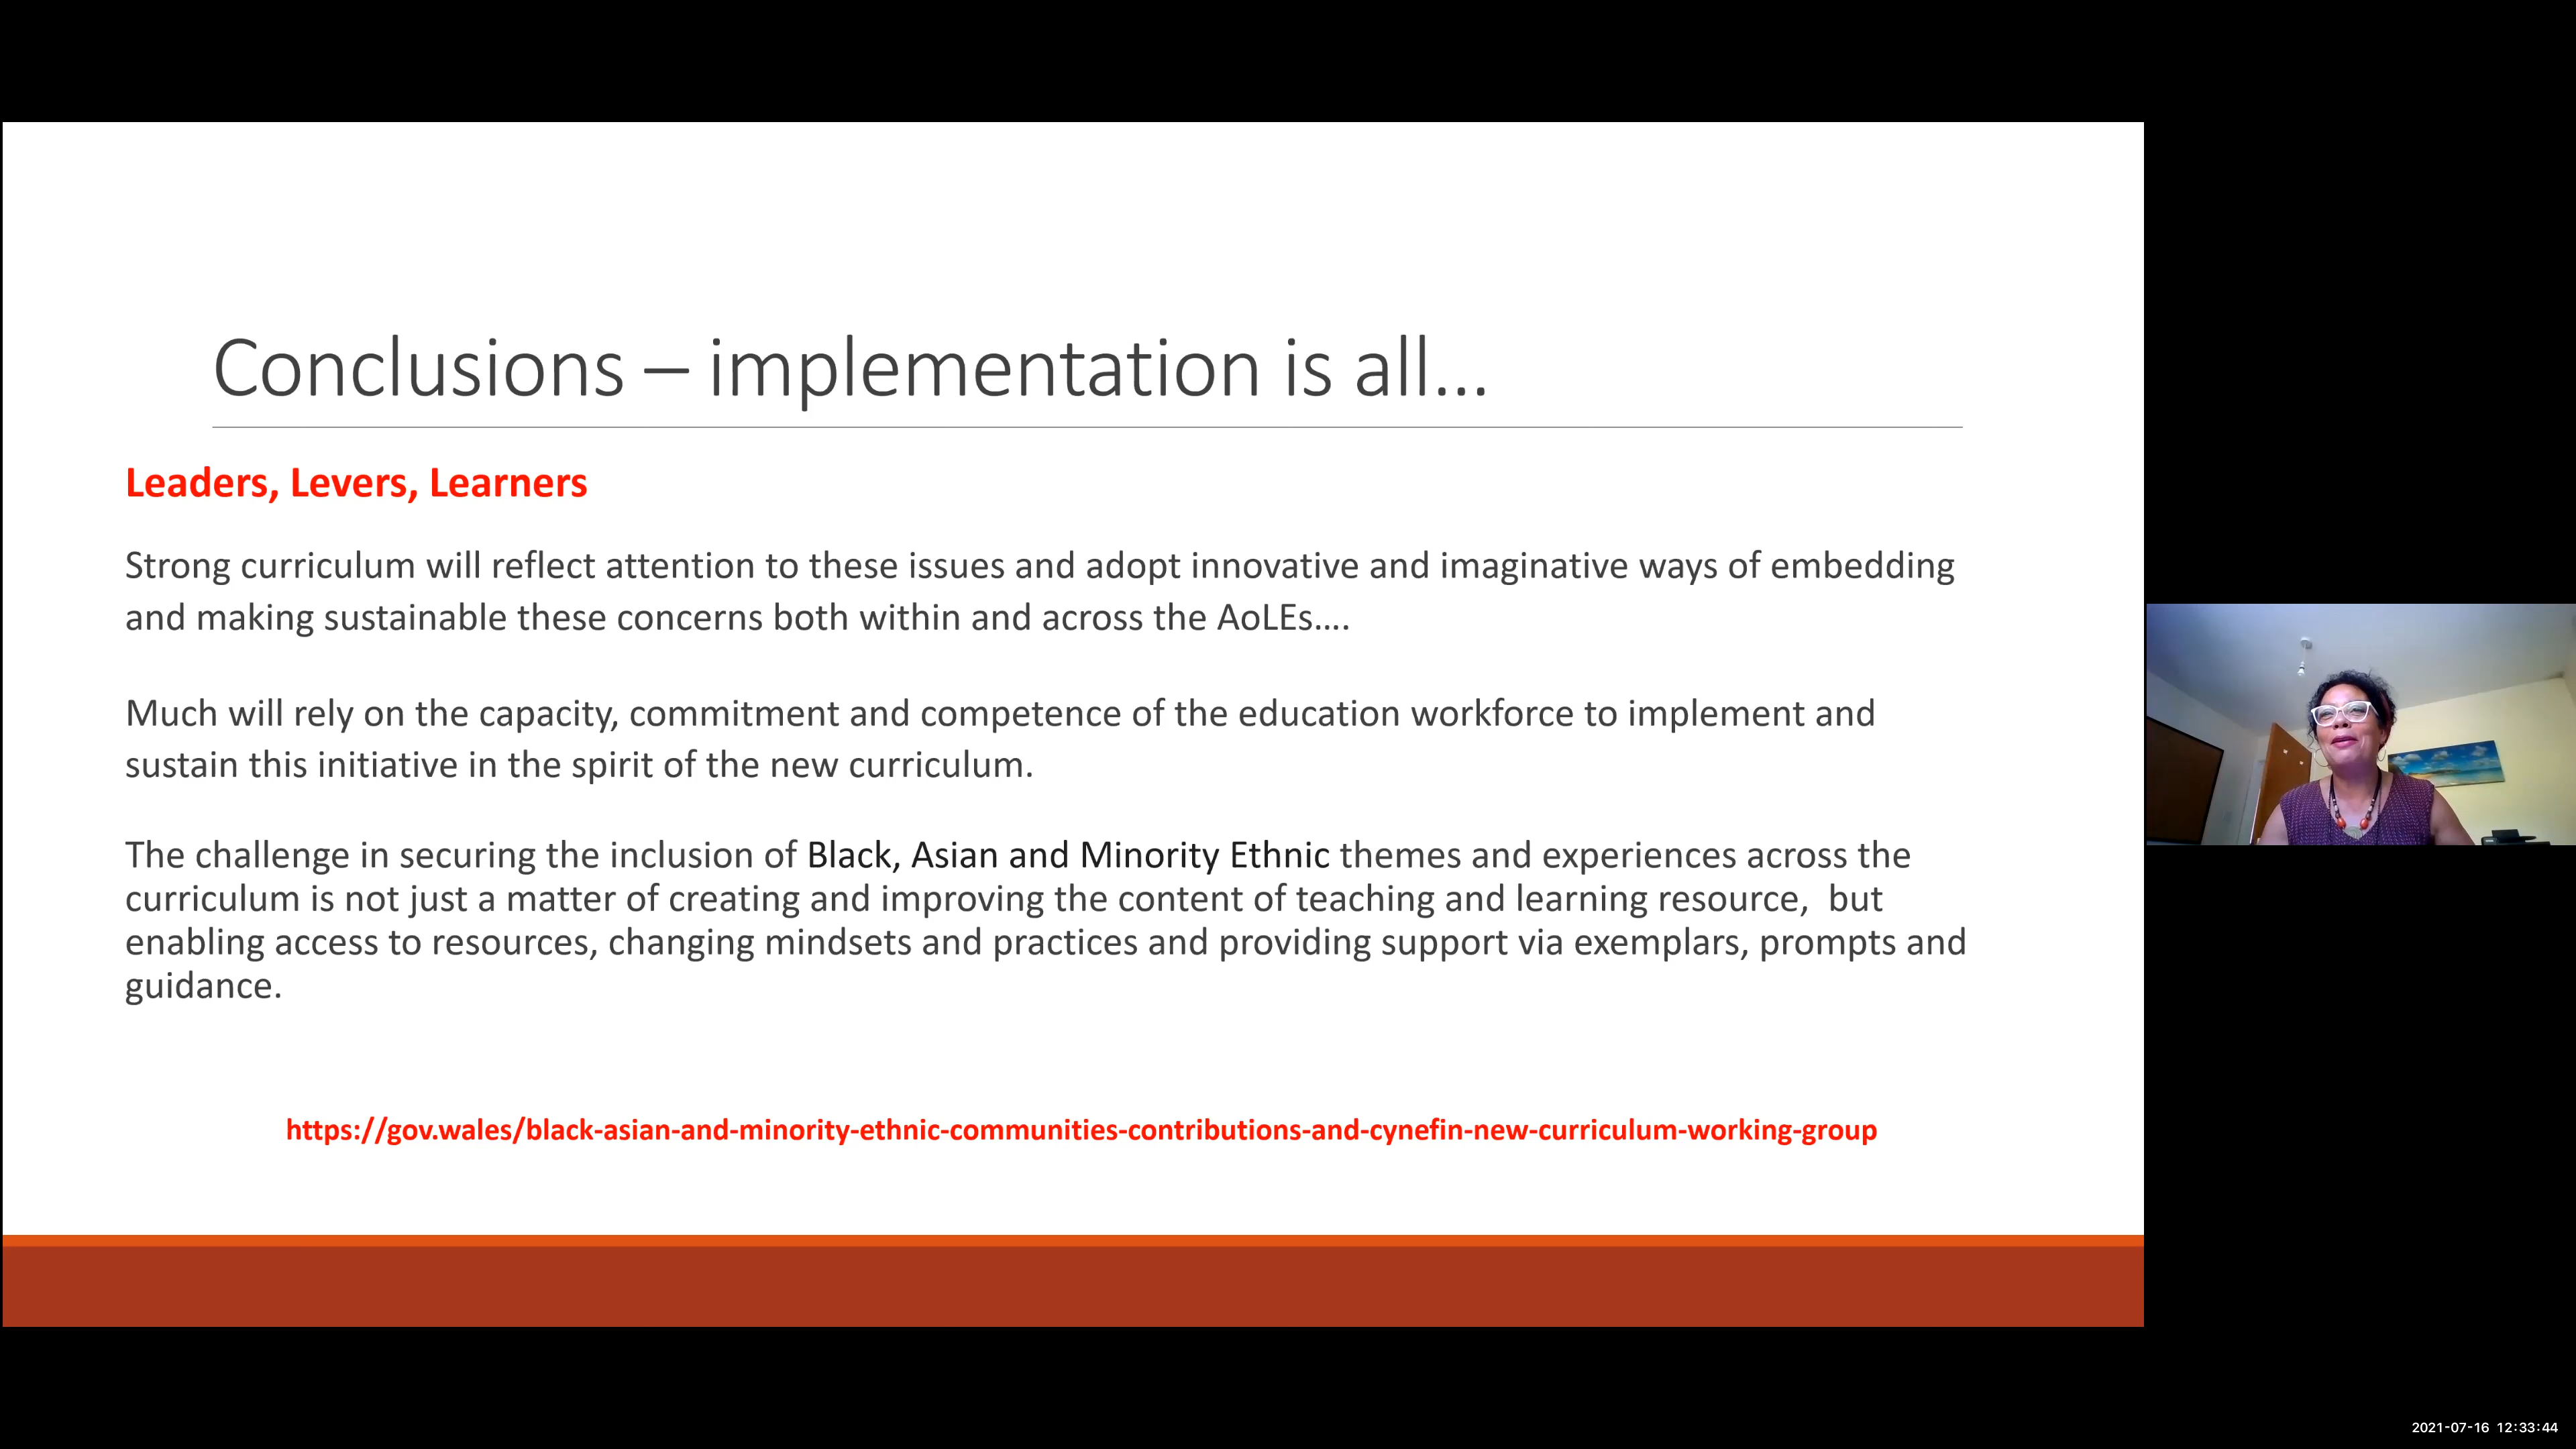 Conclusions – implementation is all…
Leaders, Levers, Learners
Strong curriculum will reflect attention to these issues and adopt innovative and imaginative ways of embedding
and making sustainable these concerns both within and across the AoLEs….
Much will rely on the capacity, commitment and competence of the education workforce to implement and
sustain this initiative in the spirit of the new curriculum.
The challenge in securing the inclusion of Black, Asian and Minority Ethnic themes and experiences across the
curriculum is not just a matter of creating and improving the content of teaching and learning resource,  but
enabling access to resources, changing mindsets and practices and providing support via exemplars, prompts and
guidance.
https://gov.wales/black-asian-and-minority-ethnic-communities-contributions-and-cynefin-new-curriculum-working-group
2021-07-16 12:33:44